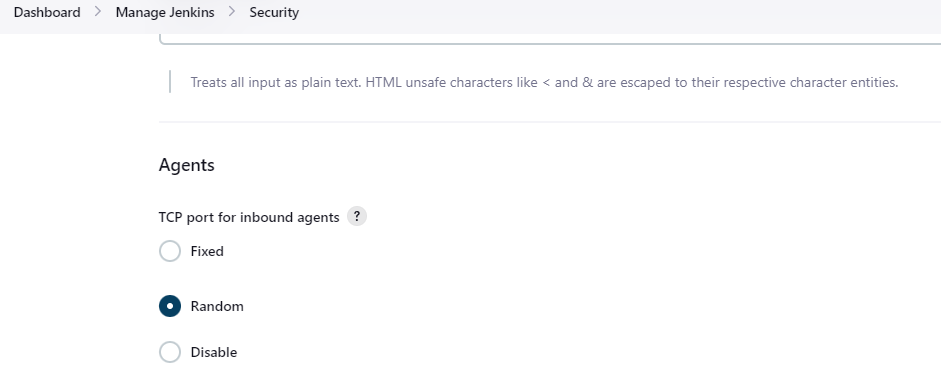 Dashboard > Manage Jenkins > Security
Treats all input as plain text. HTML unsafe characters like < and & are escaped to their respective character entities.
Agents
TCP port for inbound agents ?
Fixed
Random
Disable